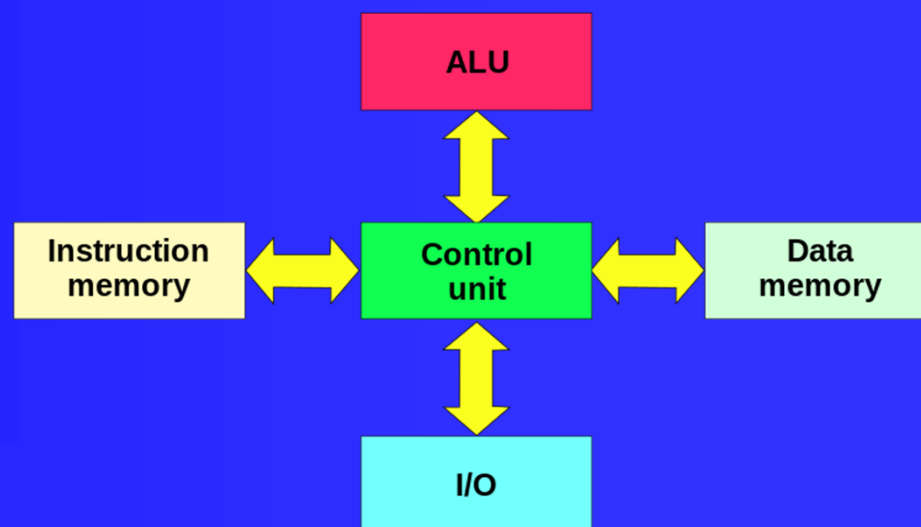 ALU
Instruction
memory
Control
unit
Data
memory
I/O